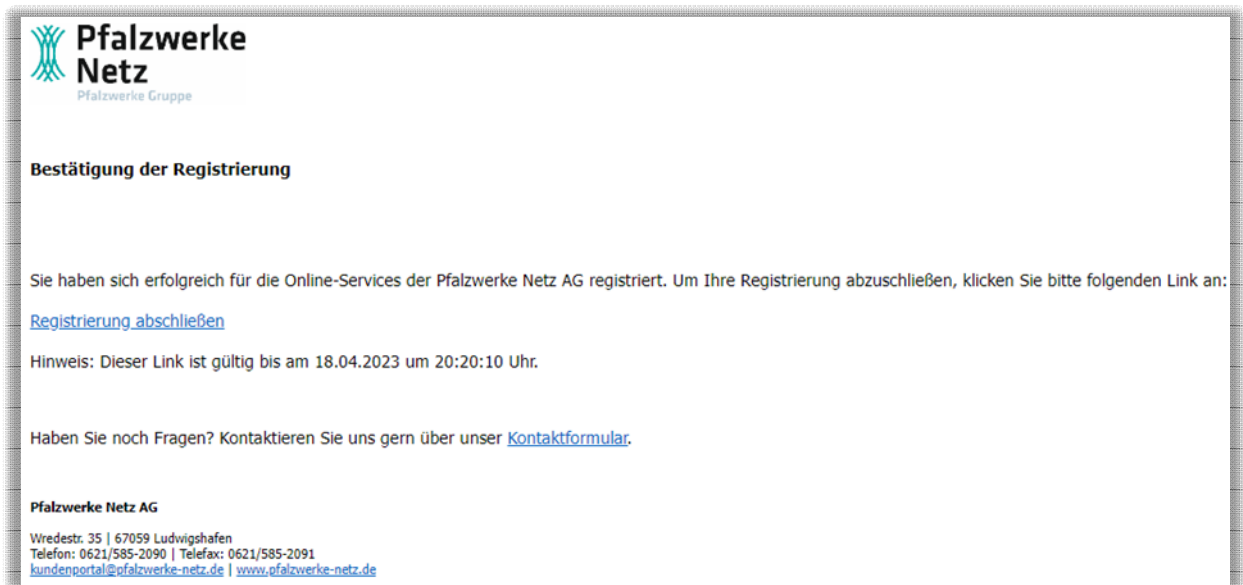 Pfalzwerke
Netz
Pfalzwerke Gruppe
Bestätigung der Registrierung
Sie haben sich erfolgreich für die Online-Services der Pfalzwerke Netz AG registriert. Um Ihre Registrierung abzuschließen, klicken Sie bitte folgenden Link an:
Registrierung abschließen
Hinweis: Dieser Link ist gültig bis am 18.04.2023 um 20:20:10 Uhr.
Haben Sie noch Fragen? Kontaktieren Sie uns gern über unser Kontaktformular.
Pfalzwerke Netz AG
Wredestr. 35 | 67059 Ludwigshafen
Telefon: 0621/585-2090 | Telefax: 0621/585-2091
kundenportal@pfalzwerke-netz.de | www.pfalzwerke-netz.de